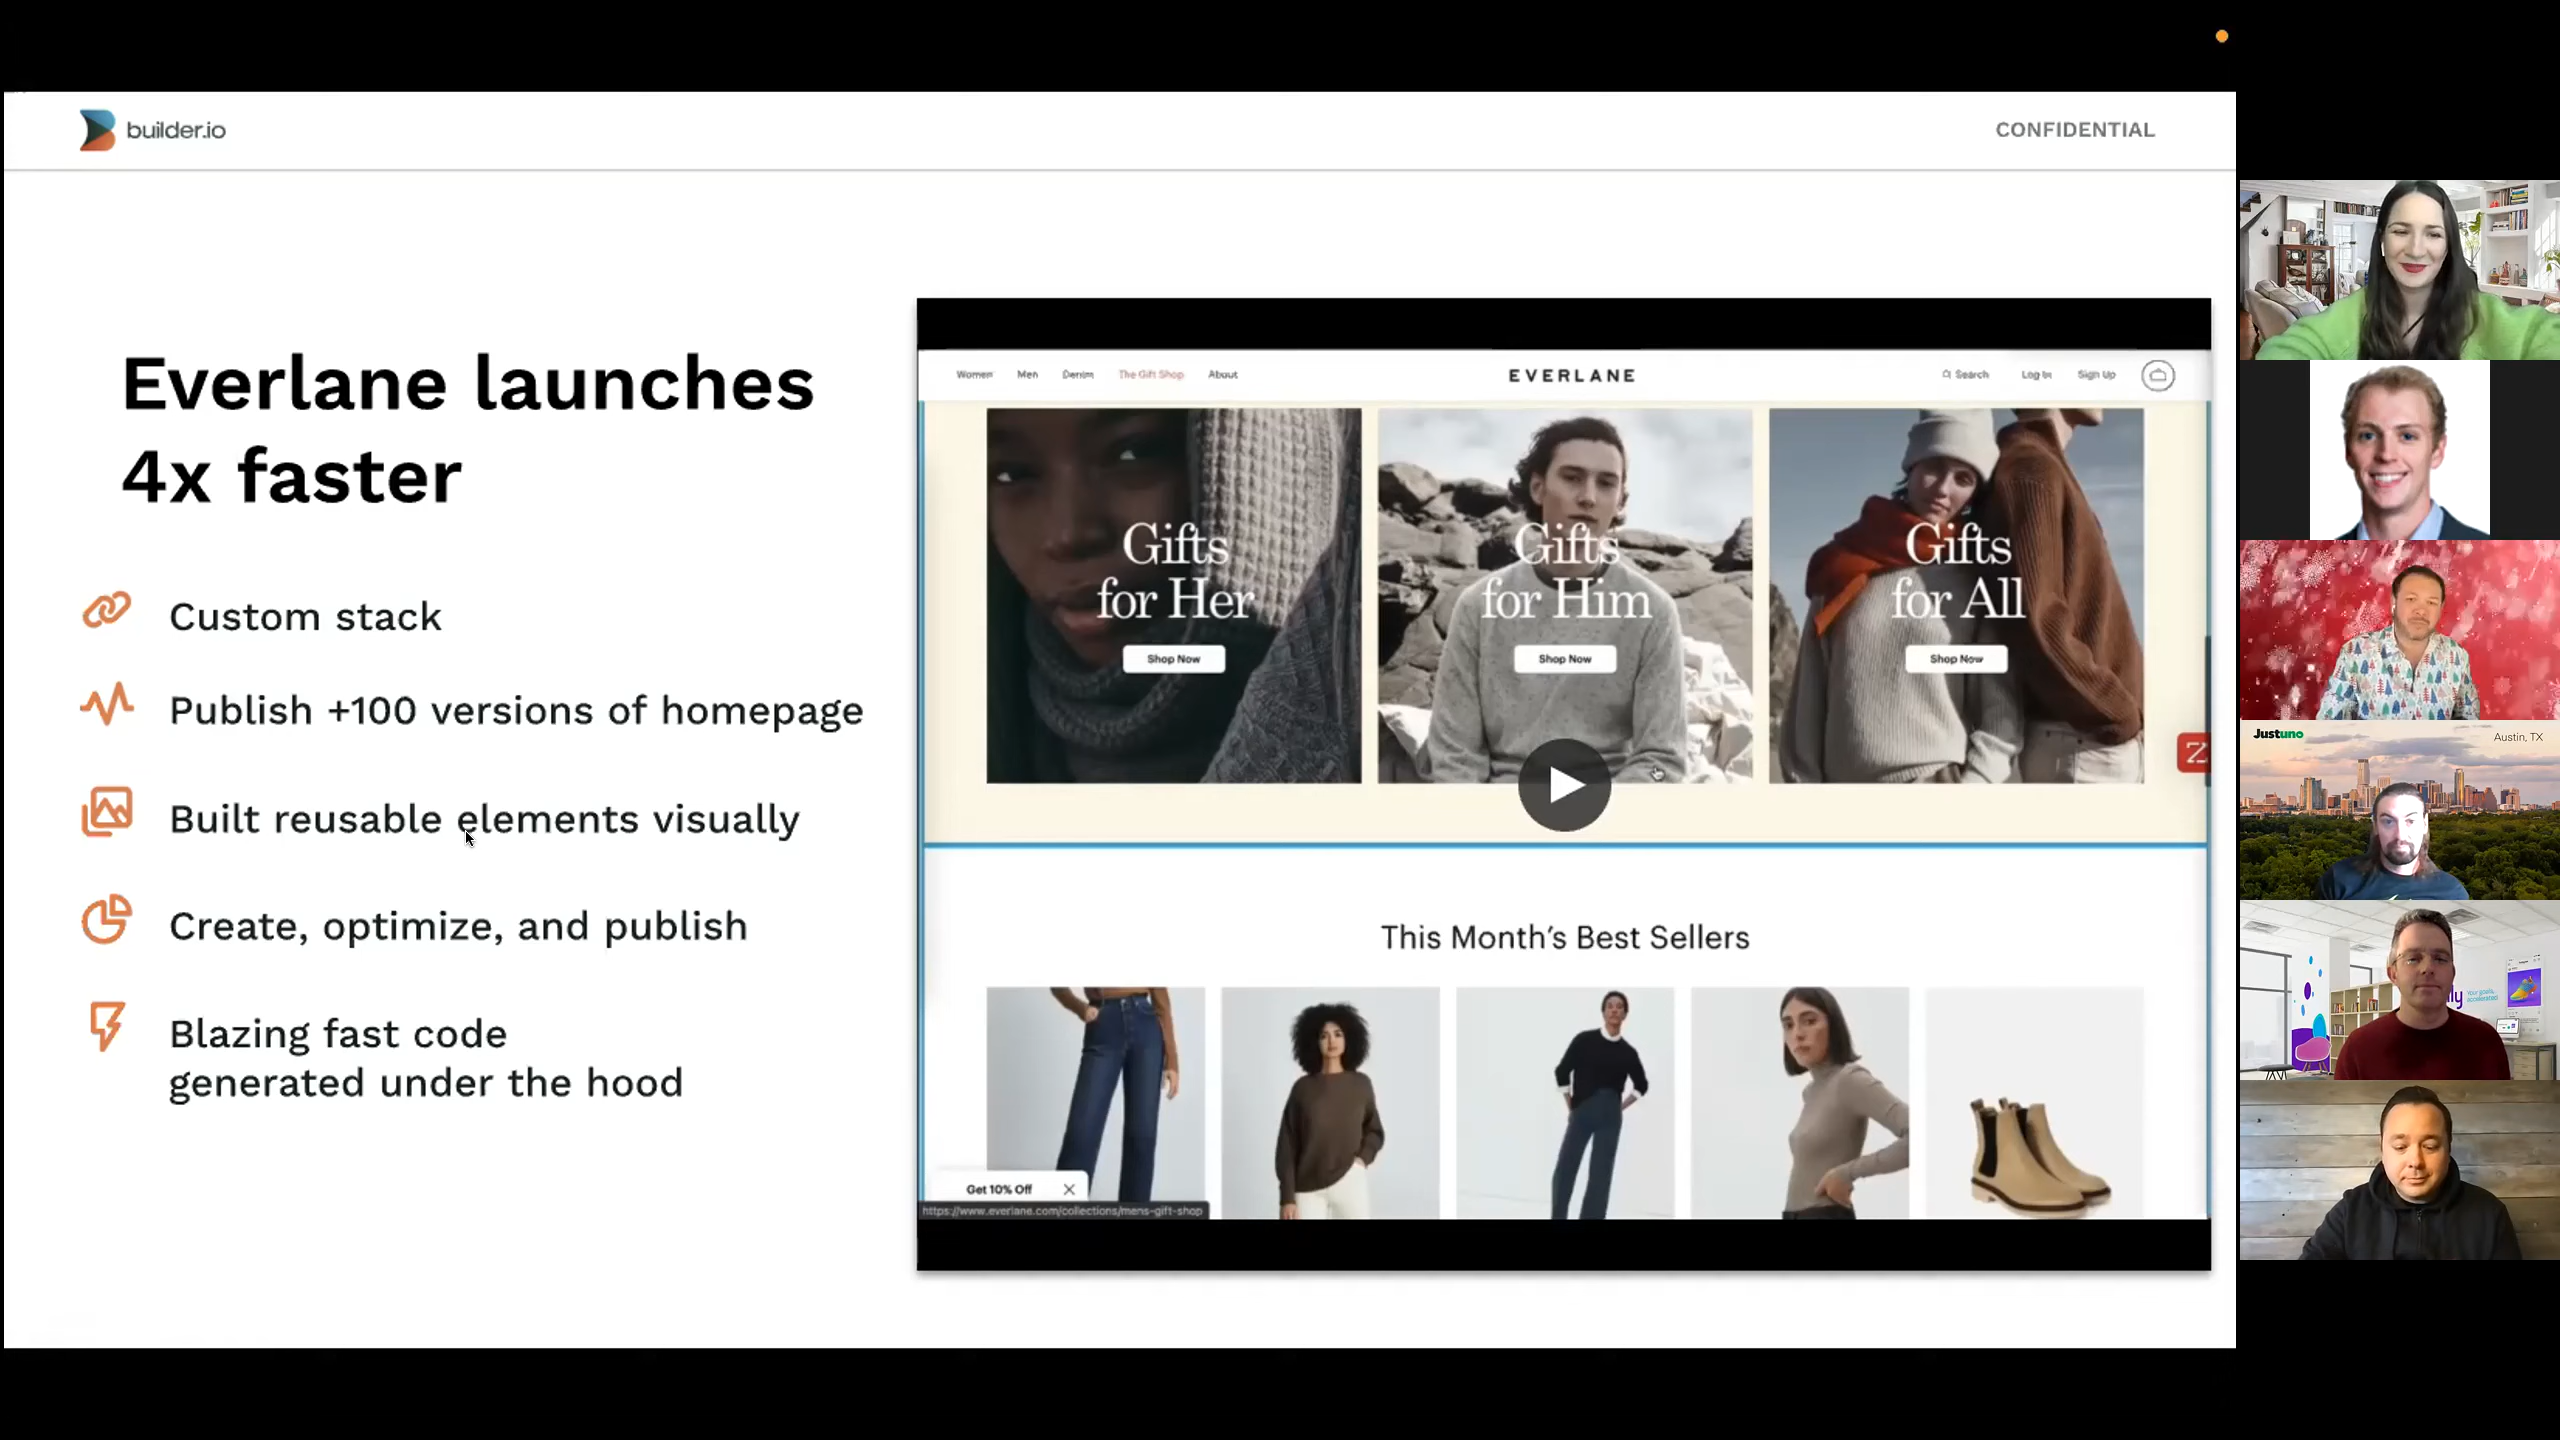 builder.io
CONFIDENTIAL
Everlane launches
4x faster
Custom stack
Publish +100 versions of homepage
Built reusable elements visually
Create, optimize, and publish
Blazing fast code
generated under the hood
Women Men Denim The Gift Shop About
EVERLANE
Search Log In Sign Up
Gifts
for Her
Shop Now
Gifts
for Him
Shop Now
Gifts
for All
Shop Now
This Month's Best Sellers
Get 10% Off
https://www.everlane.com/collections/mens-gift-shop
Justuno
Austin, TX